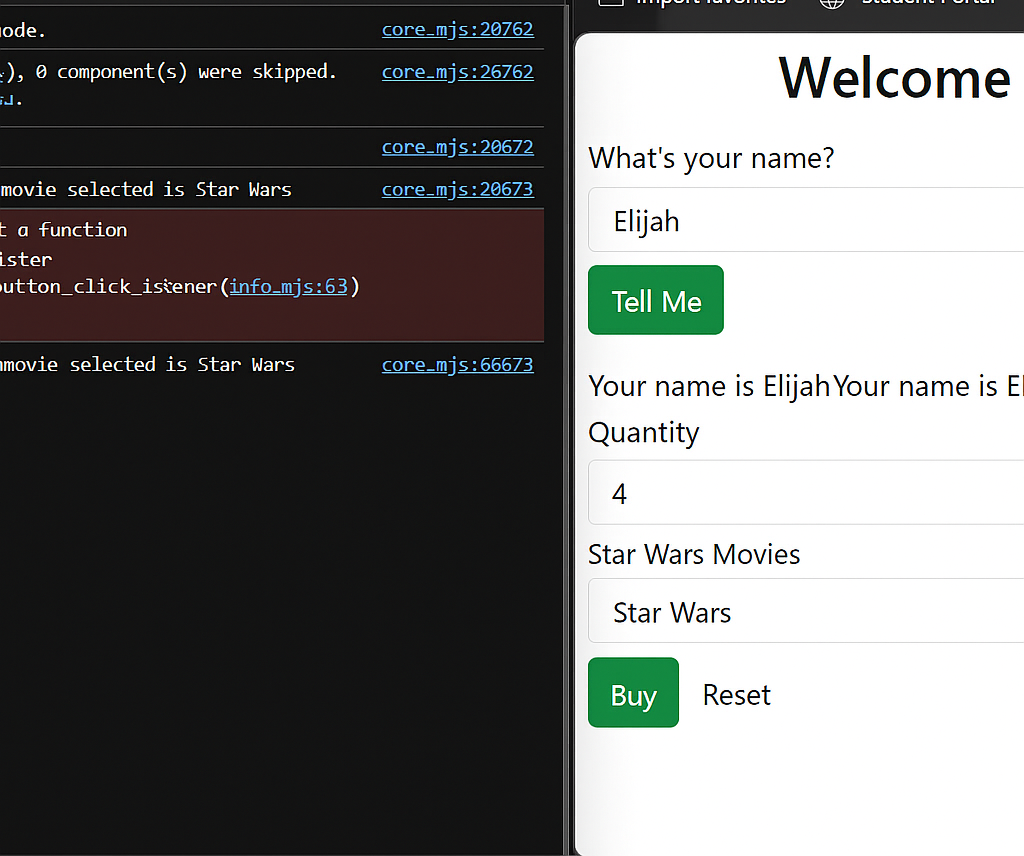 ode. core_mjs:20762
), 0 component(s) were skipped. core_mjs:26762
core_mjs:20672
movie selected is Star Wars core_mjs:20673
t a function
ister
button_click_istener(info_mjs:63)
movie selected is Star Wars core_mjs:66673
Import favorites Student Portal
Welcome
What's your name?
Elijah
Tell Me
Your name is ElijahYour name is El
Quantity
4
Star Wars Movies
Star Wars
Buy Reset